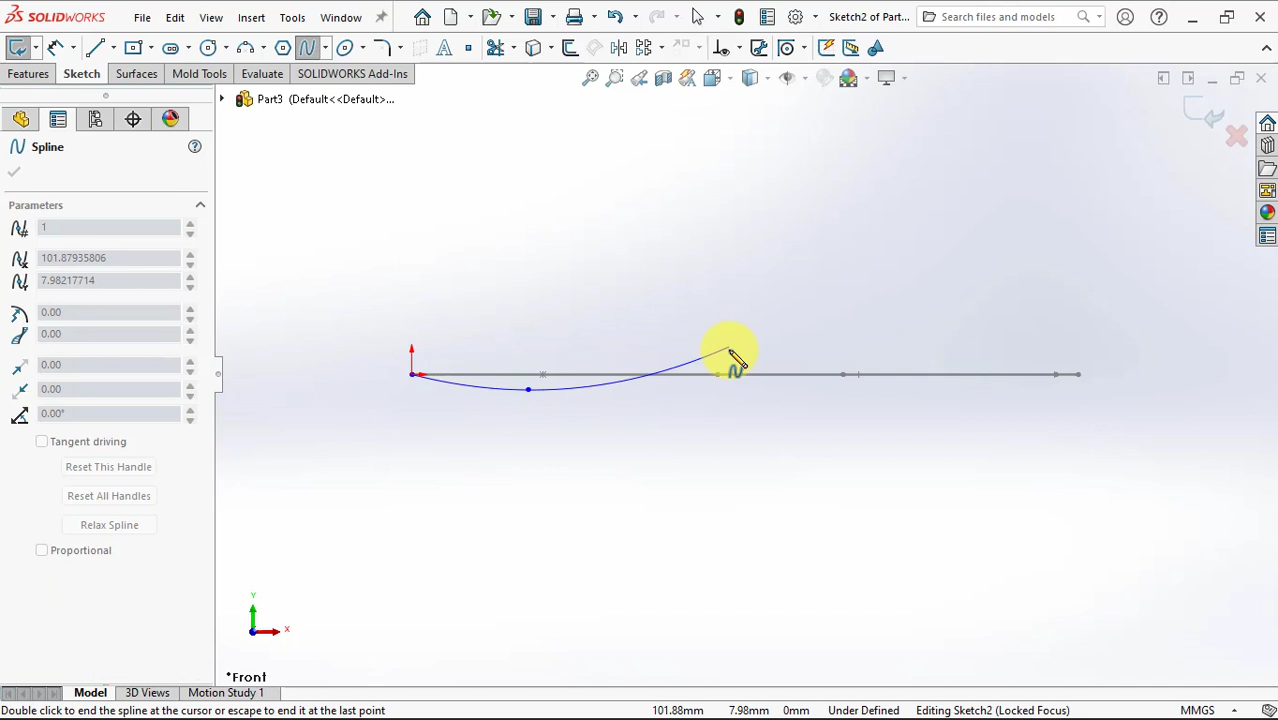 SOLIDWORKS File Edit View Insert Tools Window Sketch2 of Part... Search files and models
Features Sketch Surfaces Mold Tools Evaluate SOLIDWORKS Add-Ins
Part3 (Default<<Default>...
Spline
Parameters
1
101.87935806
7.98217714
0.00
0.00
0.00
0.00
0.00°
Tangent driving
Reset This Handle
Reset All Handles
Relax Spline
Proportional
Y
X
*Front
Model 3D Views Motion Study 1
Double click to end the spline at the cursor or escape to end it at the last point 101.88mm 7.98mm 0mm Under Defined Editing Sketch2 (Locked Focus) MMGS